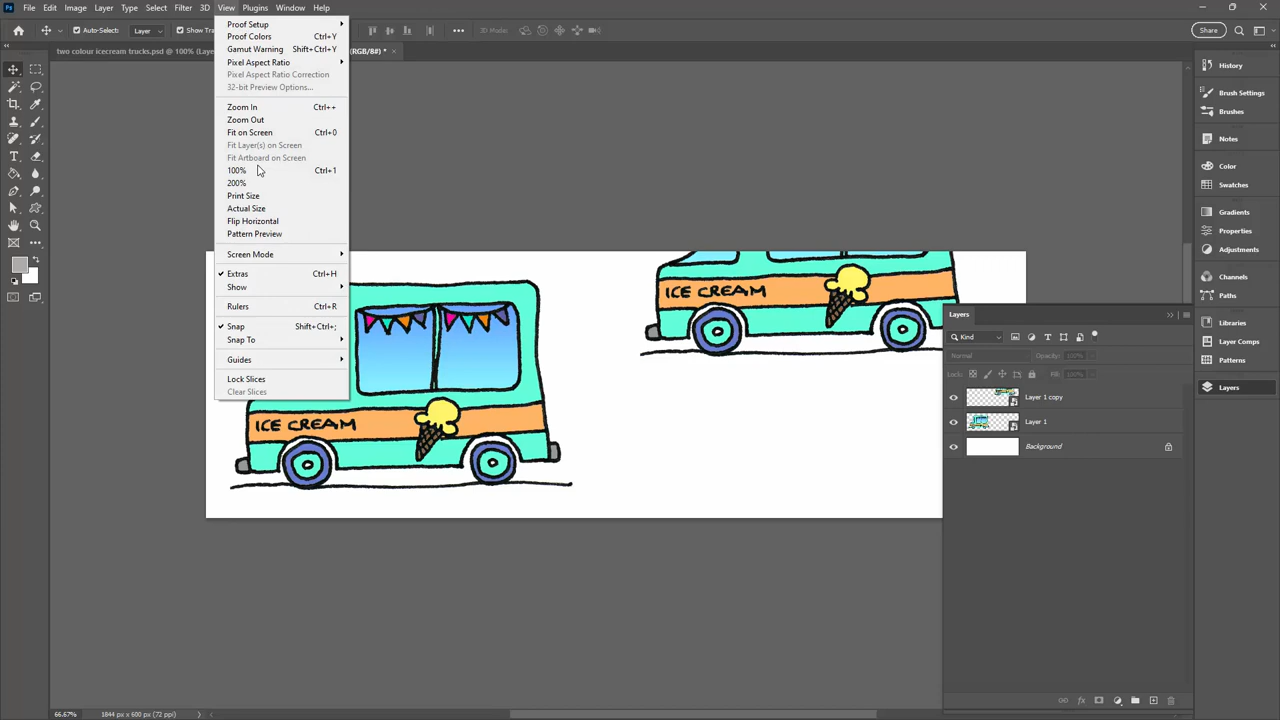 Ps File Edit Image Layer Type Select Filter 3D View Plugins Window Help
Auto-Select: Layer Show Tra 3D Mode: Share
two colour icecream trucks.psd @ 100% (Laye (RGB/8#) * ×
Proof Setup
Proof Colors Ctrl+Y
Gamut Warning Shift+Ctrl+Y
Pixel Aspect Ratio
Pixel Aspect Ratio Correction
32-bit Preview Options...
Zoom In Ctrl++
Zoom Out
Fit on Screen Ctrl+0
Fit Layer(s) on Screen
Fit Artboard on Screen
100% Ctrl+1
200%
Print Size
Actual Size
Flip Horizontal
Pattern Preview
Screen Mode
Extras Ctrl+H
Show
Rulers Ctrl+R
Snap Shift+Ctrl+;
Snap To
Guides
Lock Slices
Clear Slices
ICE CREAM
ICE CREAM
History
Brush Settings
Brushes
Notes
Color
Swatches
Gradients
Properties
Adjustments
Channels
Paths
Libraries
Layer Comps
Patterns
Layers
Layers
Kind
Normal Opacity: 100%
Lock: Fill: 100%
Layer 1 copy
Layer 1
Background
66.67% 1844 px x 600 px (72 ppi)